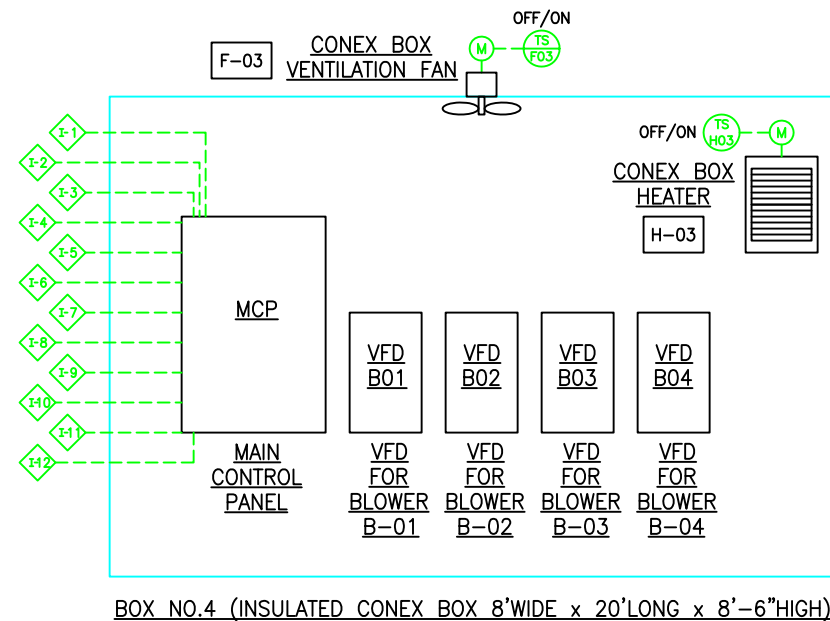 OFF/ON
F-03
CONEX BOX
VENTILATION FAN
M
TS
F03
I-1
I-2
I-3
I-4
I-5
I-6
I-7
I-8
I-9
I-10
I-11
I-12
OFF/ON
TS
H03
M
CONEX BOX
HEATER
H-03
MCP
VFD
B01
VFD
B02
VFD
B03
VFD
B04
MAIN
CONTROL
PANEL
VFD
FOR
BLOWER
B-01
VFD
FOR
BLOWER
B-02
VFD
FOR
BLOWER
B-03
VFD
FOR
BLOWER
B-04
BOX NO.4 (INSULATED CONEX BOX 8'WIDE x 20'LONG x 8'-6"HIGH)